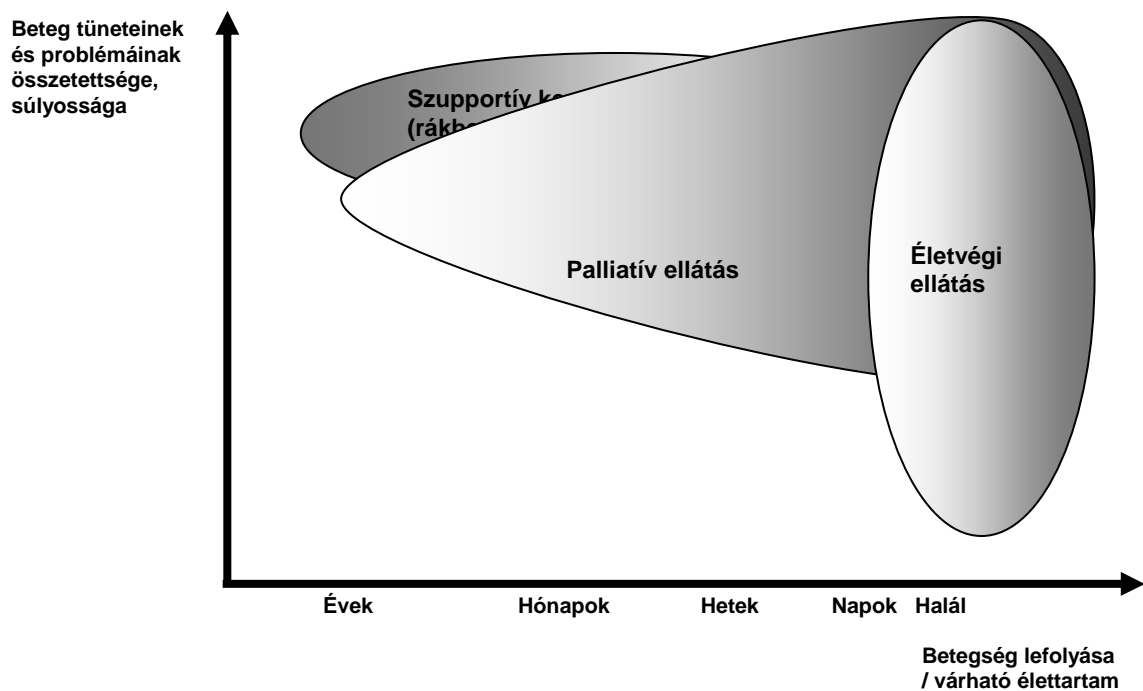 Beteg tüneteinek
és problémáinak
összetettsége,
súlyossága
Szupportív
Palliatív ellátás
Életvégi
ellátás
Évek
Hónapok
Hetek
Napok
Halál
Betegség lefolyása
/ várható élettartam